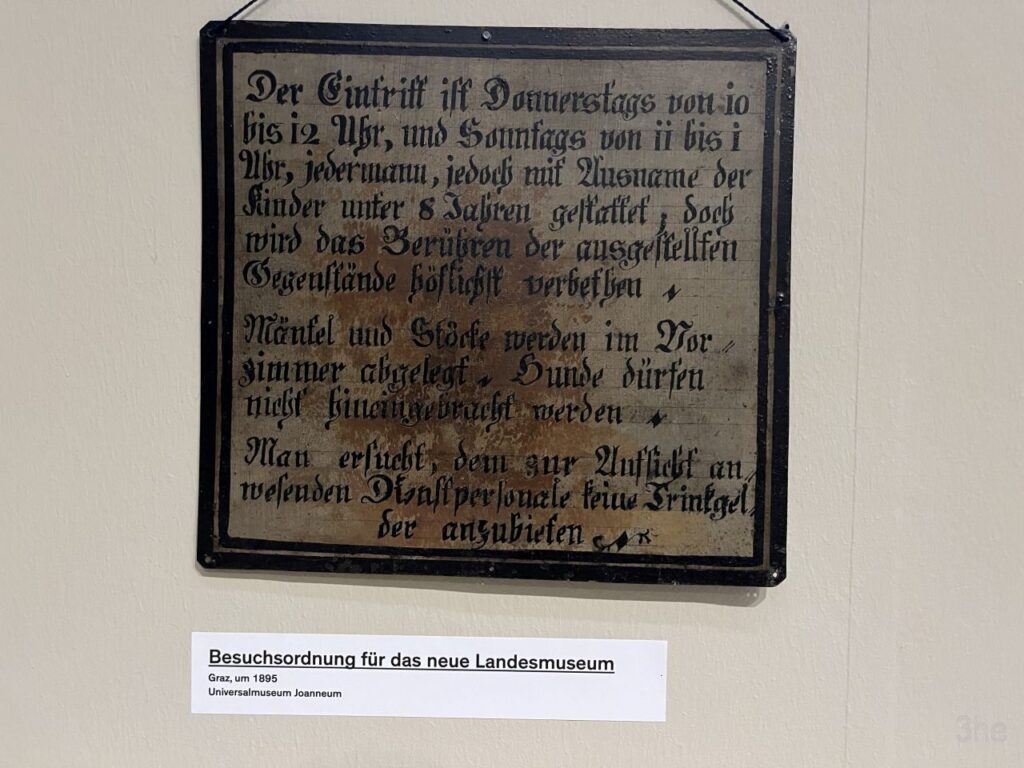 Der Eintritt ist Donnerstags von 10
bis 12 Uhr, und Sonntags von 11 bis 1
Uhr, jedermann, jedoch mit Ausname der
Kinder unter 8 Jahren gestattet, doch
wird das Berühren der ausgestellten
Gegenstände höflichst verbethen
Mäntel und Stöcke werden im Vor⸗
zimmer abgelegt. Hunde dürfen
nicht hineingebracht werden
Man ersucht, dem zur Aufsicht an⸗
wesenden Dienstpersonale keine Trinkgel⸗
der anzubieten
Besuchsordnung für das neue Landesmuseum
Graz, um 1895
Universalmuseum Joanneum
3he